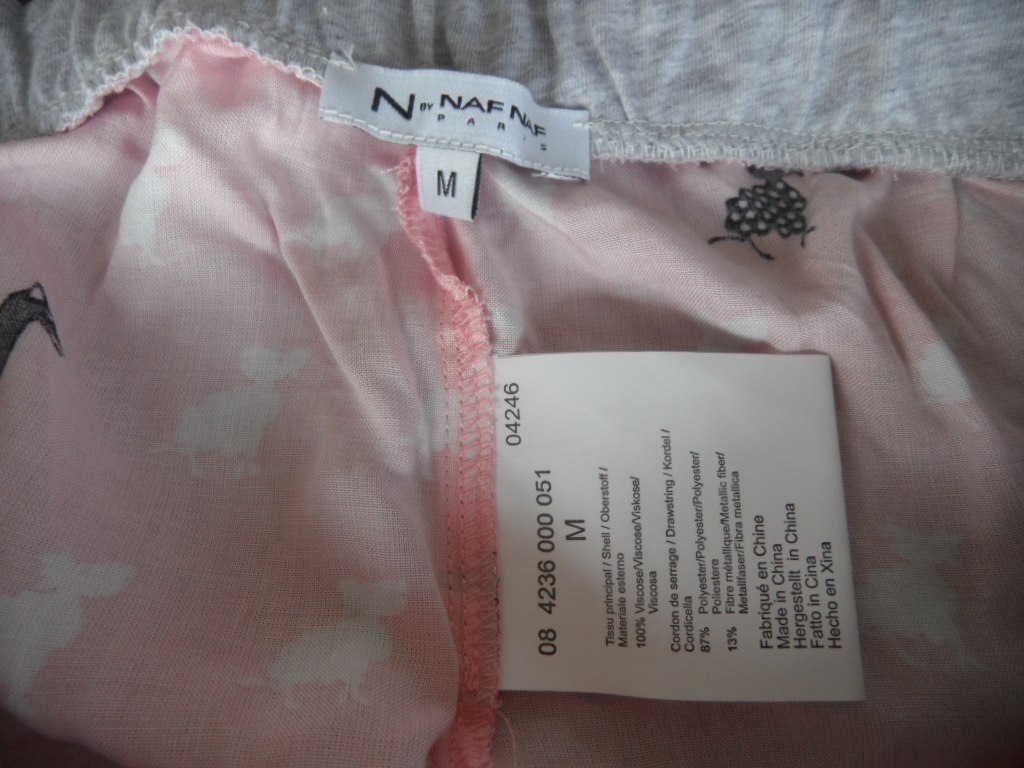 N BY NAF NAF
PARIS
M
04246
08 4236 000 051
M
Tissu principal / Shell / Oberstoff /
Materiale esterno
100% Viscose/Viscose/Viskose/
Viscosa
Cordon de serrage / Drawstring / Kordel /
Cordicella
87% Polyester/Polyester/Polyester/
Poliestere
13% Fibre métallique/Metallic fiber/
Metallfaser/Fibra metallica
Fabriqué en Chine
Made in China
Hergestellt in China
Fatto in Cina
Hecho en Xina